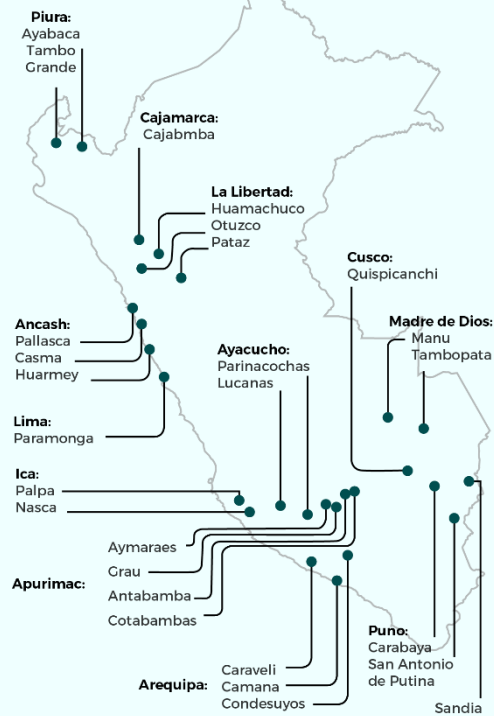 Piura:
Ayabaca
Tambo
Grande
Cajamarca:
Cajabmba
La Libertad:
Huamachuco
Otuzco
Pataz
Cusco:
Quispicanchi
Madre de Dios:
Manu
Tambopata
Ancash:
Pallasca
Casma
Huarmey
Ayacucho:
Parinacochas
Lucanas
Lima:
Paramonga
Ica:
Palpa
Nasca
Apurimac:
Aymaraes
Grau
Antabamba
Cotabambas
Arequipa:
Caraveli
Camana
Condesuyos
Puno:
Carabaya
San Antonio
de Putina
Sandia